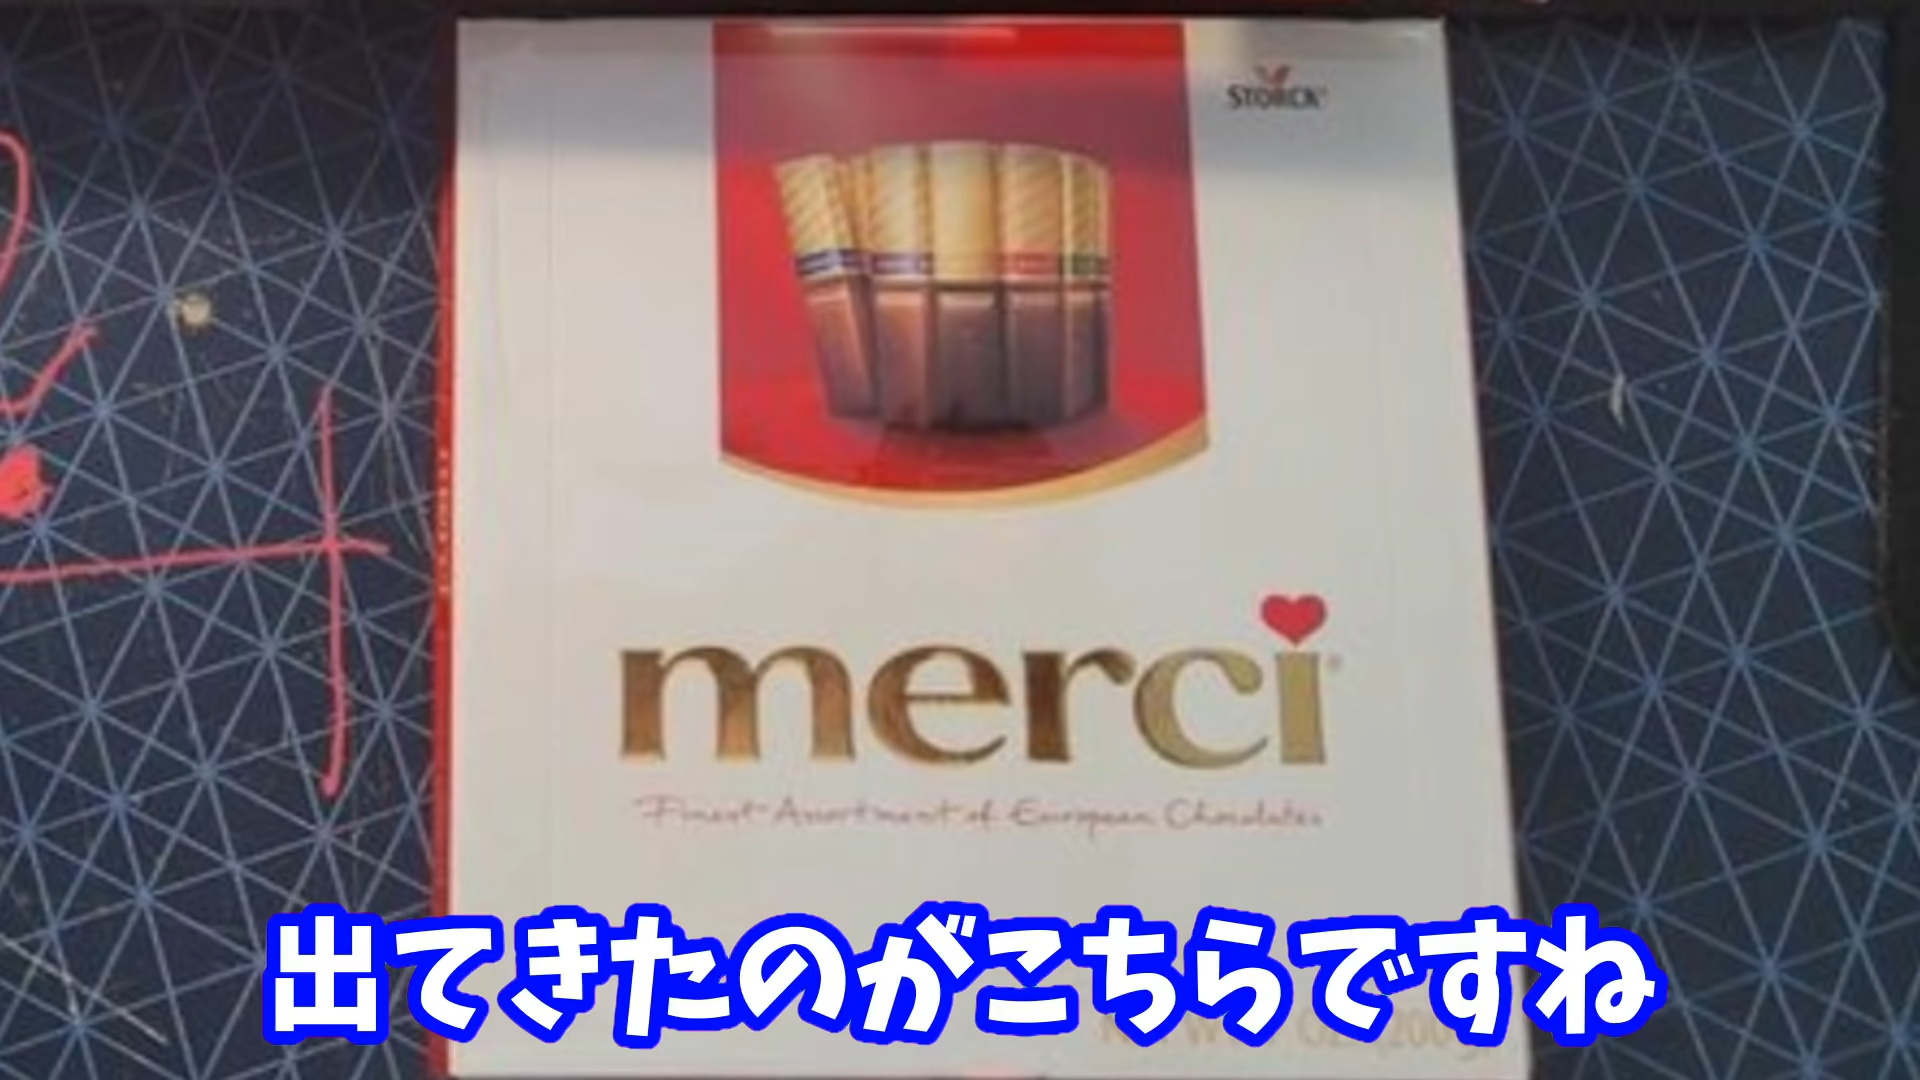 STORCK
merci
Finest Assortment of European Chocolates
出てきたのがこちらですね